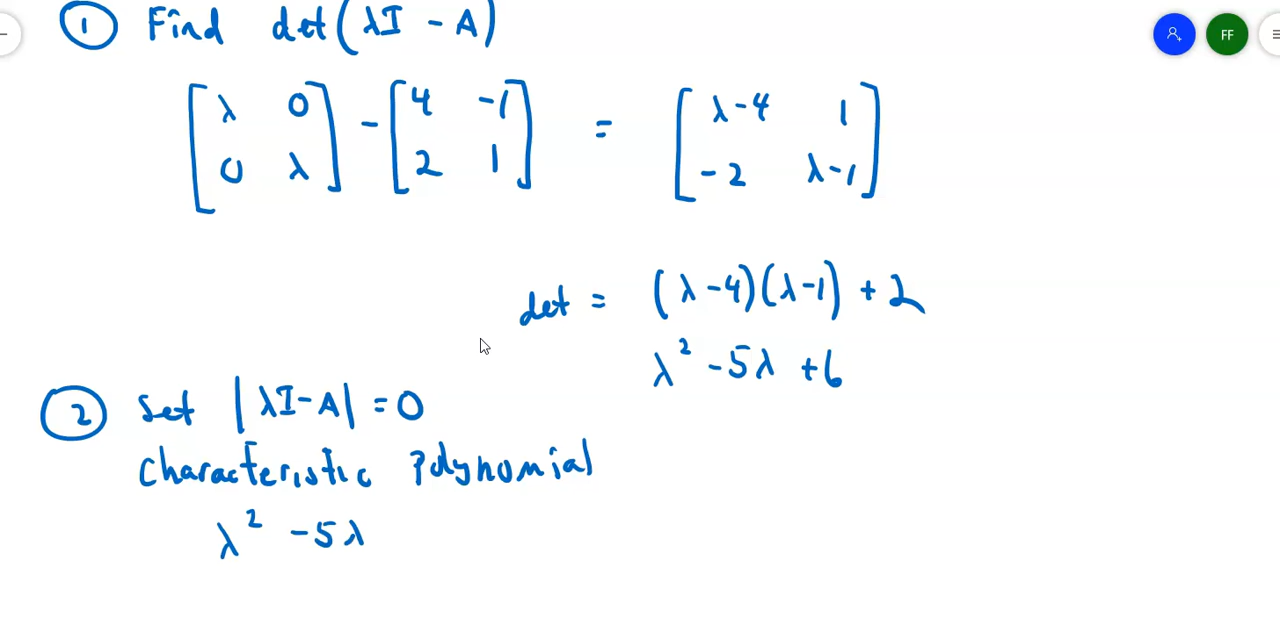 ① Find det(λI - A)
[λ 0; 0 λ] - [4 -1; 2 1] = [λ-4 1; -2 λ-1]
det = (λ-4)(λ-1) + 2
λ² - 5λ + 6
② Set |λI-A| = 0
Characteristic Polynomial
λ² - 5λ
FF